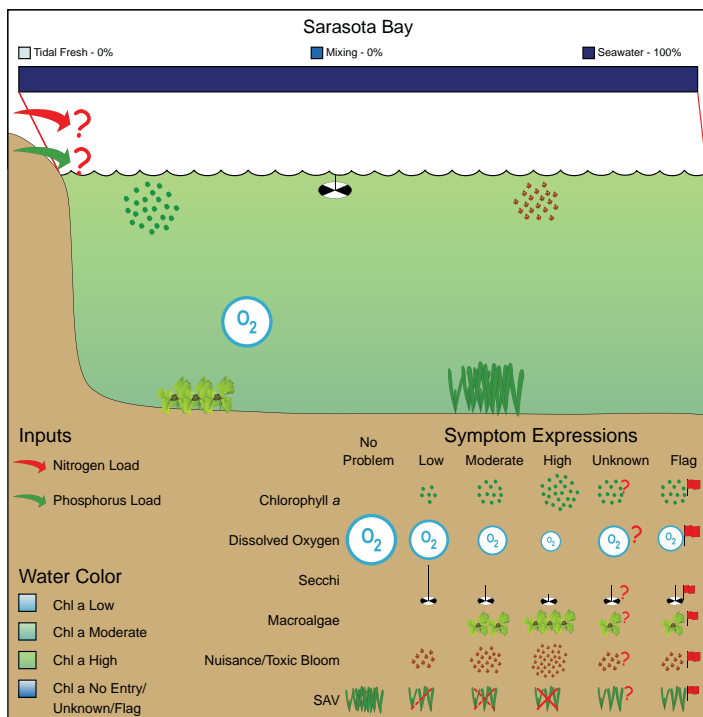 Sarasota Bay
Tidal Fresh - 0% Mixing - 0% Seawater - 100%
?
?
O2
Inputs
Nitrogen Load
Phosphorus Load
Water Color
Chl a Low
Chl a Moderate
Chl a High
Chl a No Entry/
Unknown/Flag
Symptom Expressions
No
Problem Low Moderate High Unknown Flag
Chlorophyll a ?
Dissolved Oxygen O2 O2 O2 O2 O2 ? O2
Secchi ?
Macroalgae ?
Nuisance/Toxic Bloom ?
SAV ?